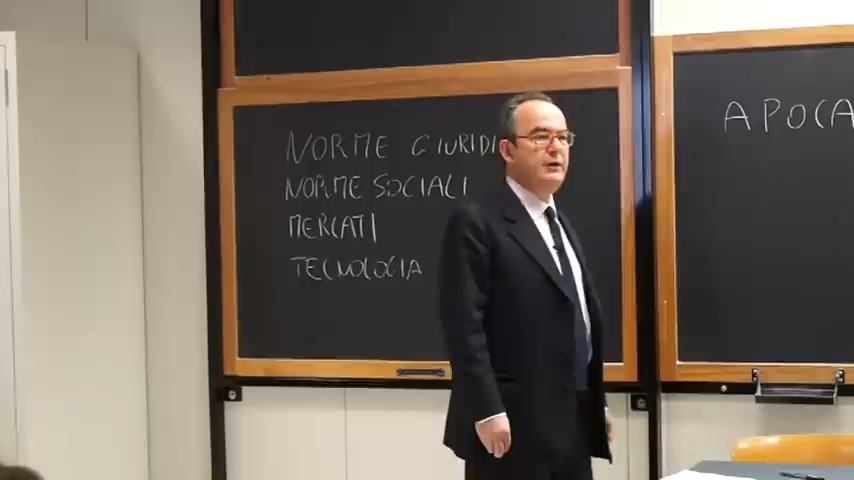 NORME GIURIDI
NORME SOCIALI
MERCATI
TECNOLOGIA
APOCA